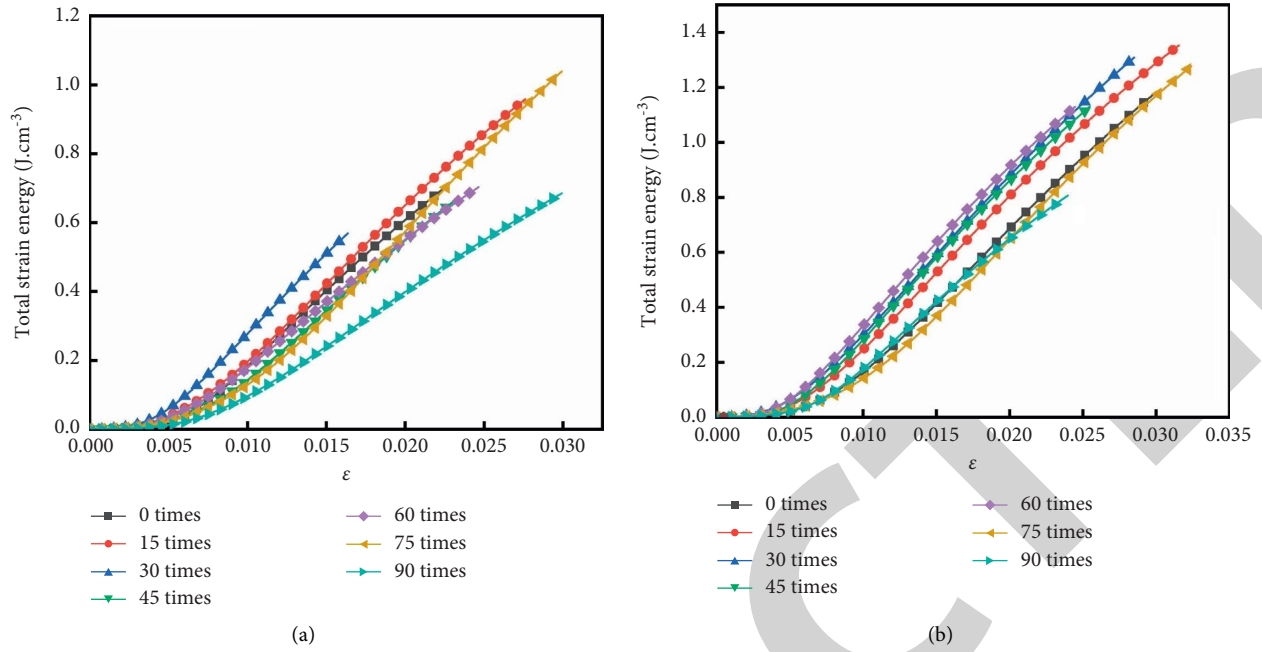 1.2
1.0
0.8
0.6
0.4
0.2
0.0
Total strain energy (J.cm-3)
0.000 0.005 0.010 0.015 0.020 0.025 0.030
ε
0 times
15 times
30 times
45 times
60 times
75 times
90 times
(a)
1.4
1.2
1.0
0.8
0.6
0.4
0.2
0.0
Total strain energy (J.cm-3)
0.000 0.005 0.010 0.015 0.020 0.025 0.030 0.035
ε
0 times
15 times
30 times
45 times
60 times
75 times
90 times
(b)